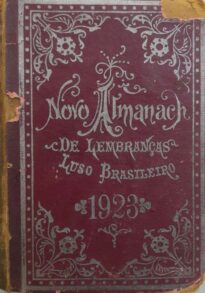 Novo Almanach
De Lembranças
Luso Brasileiro
1923